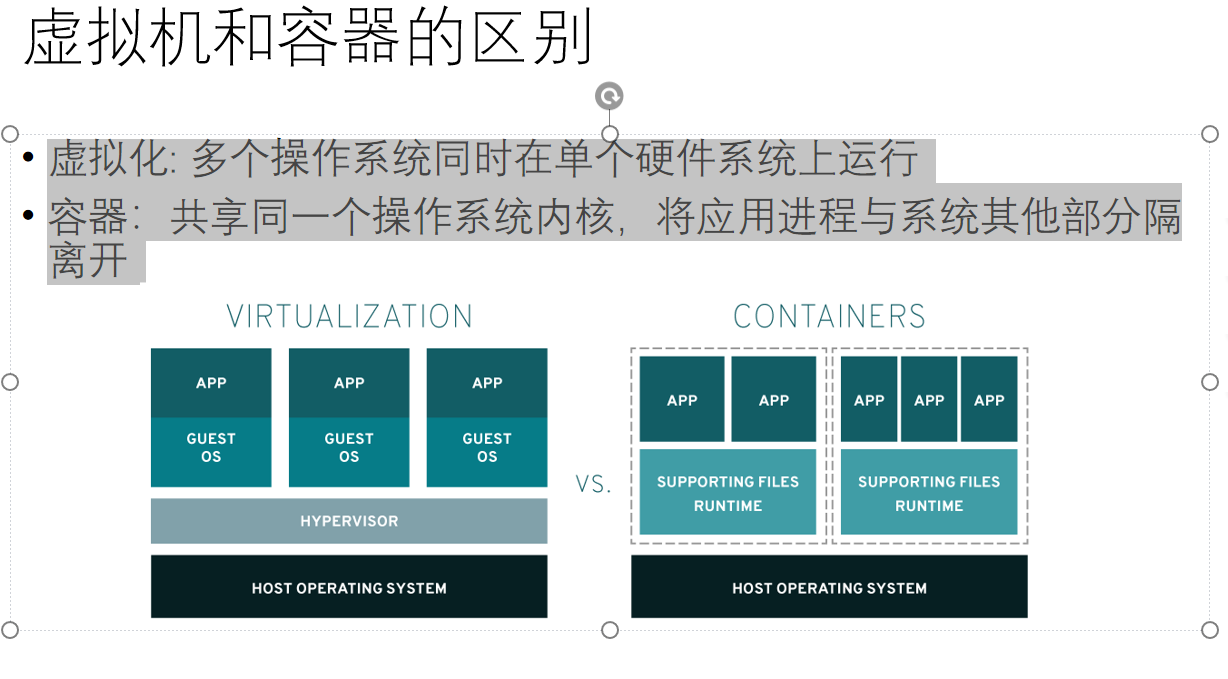 虚拟机和容器的区别
• 虚拟化: 多个操作系统同时在单个硬件系统上运行
• 容器： 共享同一个操作系统内核，将应用进程与系统其他部分隔
离开
VIRTUALIZATION
APP APP APP
GUEST OS GUEST OS GUEST OS
HYPERVISOR
HOST OPERATING SYSTEM
VS.
CONTAINERS
APP APP APP APP APP
SUPPORTING FILES SUPPORTING FILES
RUNTIME RUNTIME
HOST OPERATING SYSTEM